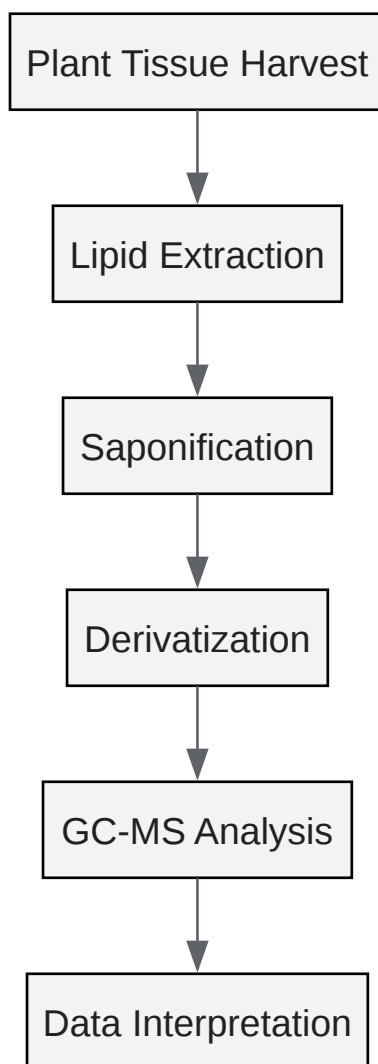 Plant Tissue Harvest
Lipid Extraction
Saponification
Derivatization
GC-MS Analysis
Data Interpretation